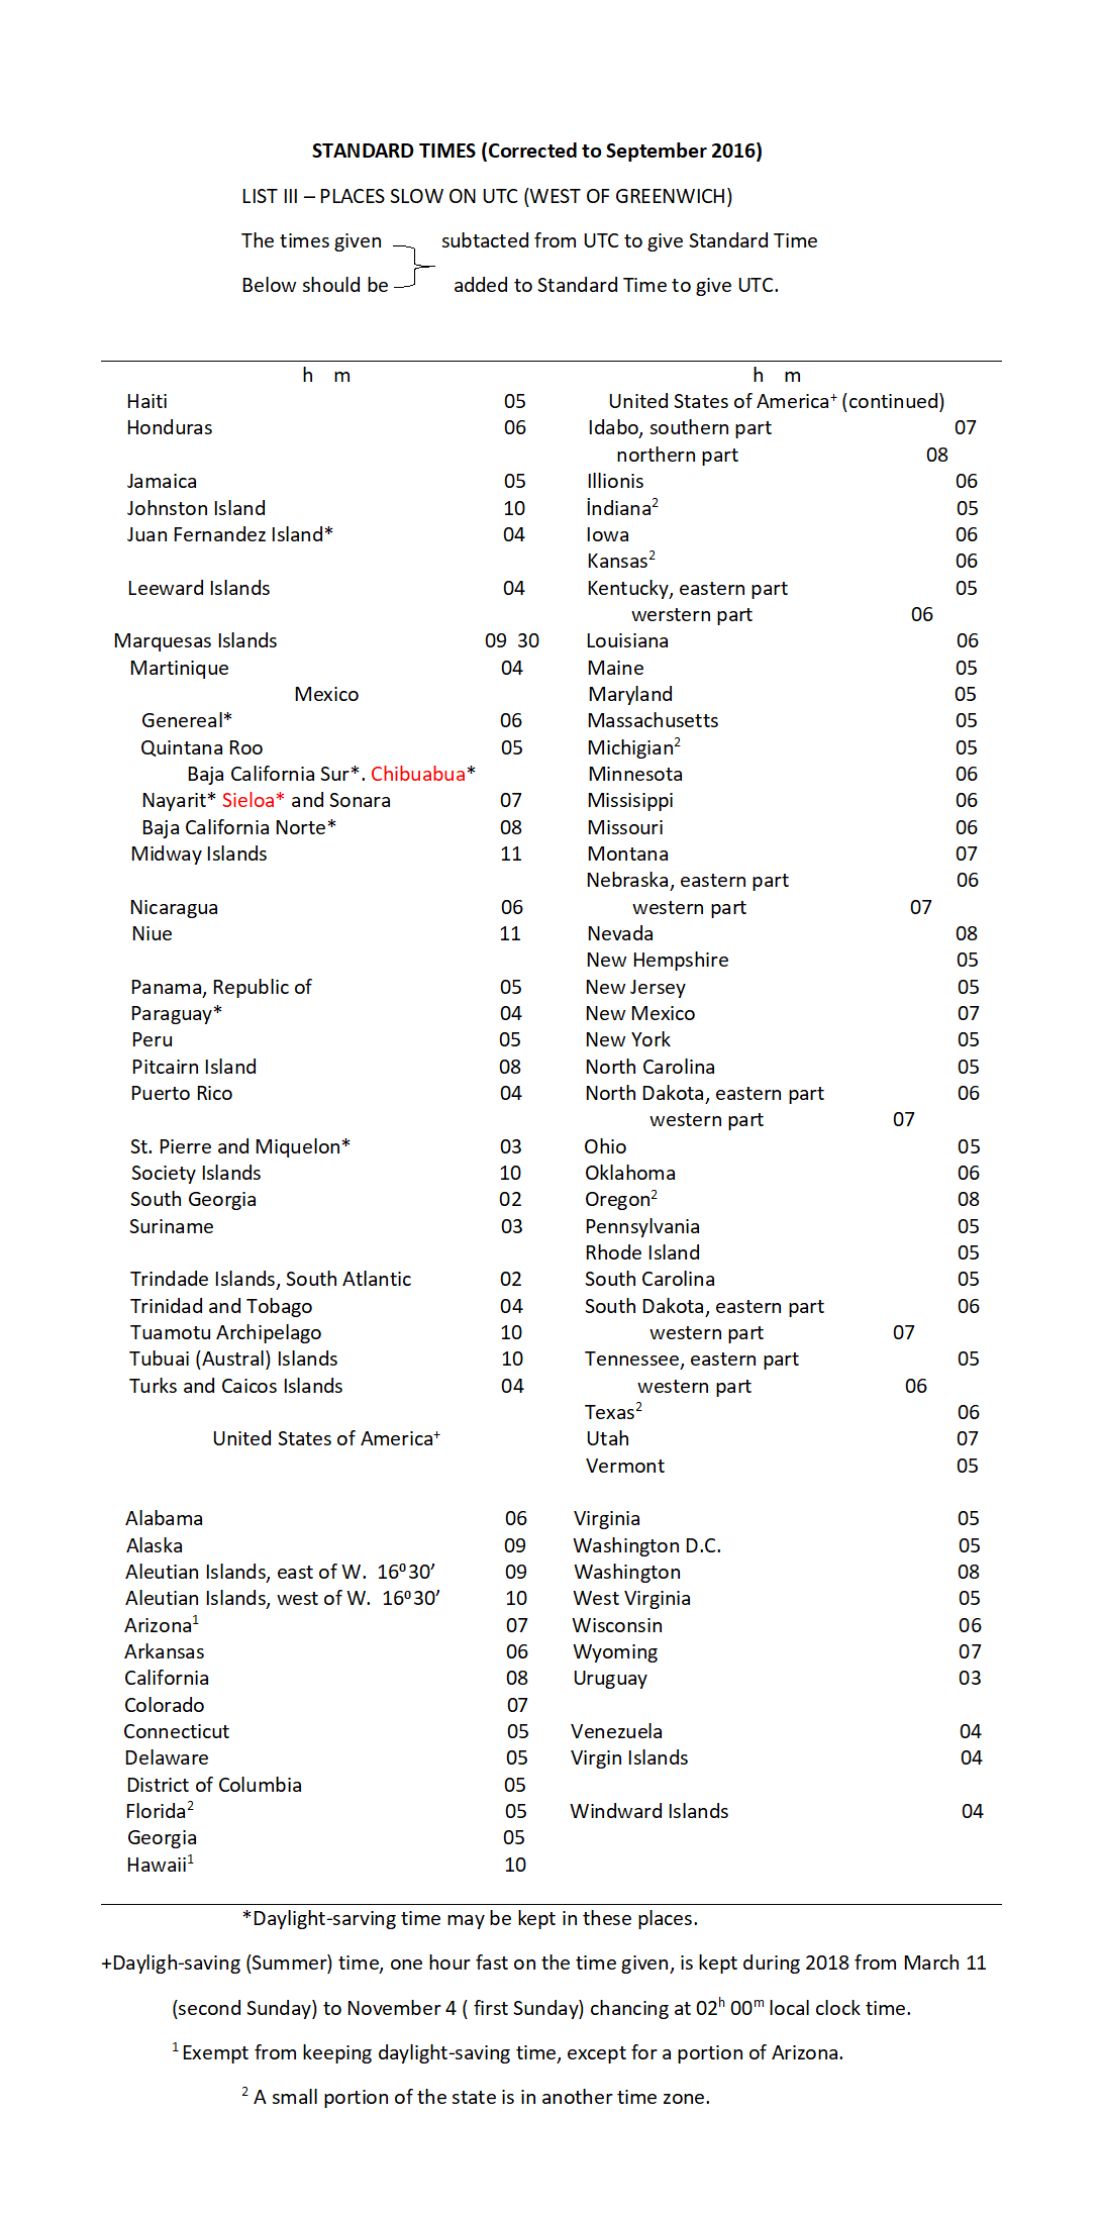 STANDARD TIMES (Corrected to September 2016)
LIST III – PLACES SLOW ON UTC (WEST OF GREENWICH)
The times given subtacted from UTC to give Standard Time
Below should be added to Standard Time to give UTC.
h m
Haiti 05
Honduras 06
Jamaica 05
Johnston Island 10
Juan Fernandez Island* 04
Leeward Islands 04
Marquesas Islands 09 30
Martinique 04
Mexico
Genereal* 06
Quintana Roo 05
Baja California Sur*. Chibuabua*
Nayarit* Sieloa* and Sonara 07
Baja California Norte* 08
Midway Islands 11
Nicaragua 06
Niue 11
Panama, Republic of 05
Paraguay* 04
Peru 05
Pitcairn Island 08
Puerto Rico 04
St. Pierre and Miquelon* 03
Society Islands 10
South Georgia 02
Suriname 03
Trindade Islands, South Atlantic 02
Trinidad and Tobago 04
Tuamotu Archipelago 10
Tubuai (Austral) Islands 10
Turks and Caicos Islands 04
United States of America⁺
Alabama 06
Alaska 09
Aleutian Islands, east of W. 16⁰30’ 09
Aleutian Islands, west of W. 16⁰30’ 10
Arizona¹ 07
Arkansas 06
California 08
Colorado 07
Connecticut 05
Delaware 05
District of Columbia 05
Florida² 05
Georgia 05
Hawaii¹ 10
h m
United States of America⁺ (continued)
Idabo, southern part 07
northern part 08
Illionis 06
İndiana² 05
Iowa 06
Kansas² 06
Kentucky, eastern part 05
werstern part 06
Louisiana 06
Maine 05
Maryland 05
Massachusetts 05
Michigian² 05
Minnesota 06
Missisippi 06
Missouri 06
Montana 07
Nebraska, eastern part 06
western part 07
Nevada 08
New Hempshire 05
New Jersey 05
New Mexico 07
New York 05
North Carolina 05
North Dakota, eastern part 06
western part 07
Ohio 05
Oklahoma 06
Oregon² 08
Pennsylvania 05
Rhode Island 05
South Carolina 05
South Dakota, eastern part 06
western part 07
Tennessee, eastern part 05
western part 06
Texas² 06
Utah 07
Vermont 05
Virginia 05
Washington D.C. 05
Washington 08
West Virginia 05
Wisconsin 06
Wyoming 07
Uruguay 03
Venezuela 04
Virgin Islands 04
Windward Islands 04
*Daylight-sarving time may be kept in these places.
+Dayligh-saving (Summer) time, one hour fast on the time given, is kept during 2018 from March 11
(second Sunday) to November 4 ( first Sunday) chancing at 02ʰ 00ᵐ local clock time.
¹ Exempt from keeping daylight-saving time, except for a portion of Arizona.
² A small portion of the state is in another time zone.